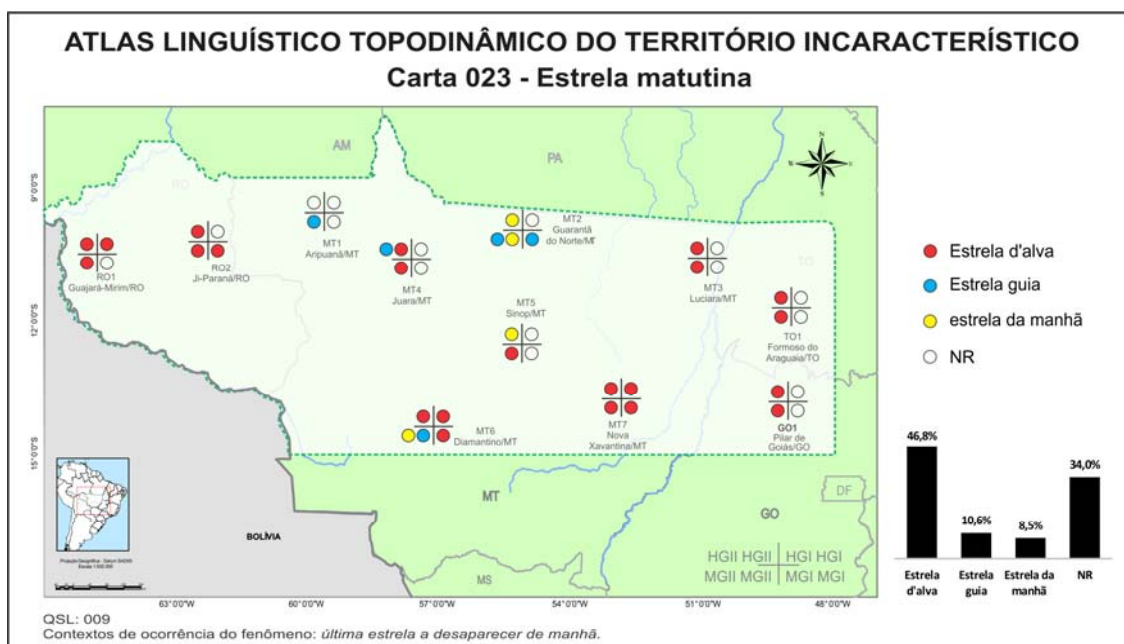 ATLAS LINGUÍSTICO TOPODINÂMICO DO TERRITÓRIO INCARACTERÍSTICO
Carta 023 - Estrela matutina
AM
PA
RO
TO
N
9°0'0"S
12°0'0"S
15°0'0"S
RO1
Guajará-Mirim/RO
RO2
Ji-Paraná/RO
MT1
Aripuanã/MT
MT4
Juara/MT
MT2
Guarantã
do Norte/MT
MT5
Sinop/MT
MT3
Luciara/MT
TO1
Formoso do
Araguaia/TO
MT6
Diamantino/MT
MT7
Nova
Xavantina/MT
GO1
Pilar de
Goiás/GO
BOLÍVIA
MT
GO
DF
MS
HGII HGII HGI HGI
MGII MGII MGI MGI
63°0'0"W
60°0'0"W
57°0'0"W
54°0'0"W
51°0'0"W
48°0'0"W
Estrela d'alva
Estrela guia
estrela da manhã
NR
46,8%
10,6%
8,5%
34,0%
Estrela d'alva
Estrela guia
Estrela da manhã
NR
QSL: 009
Contextos de ocorrência do fenômeno: última estrela a desaparecer de manhã.